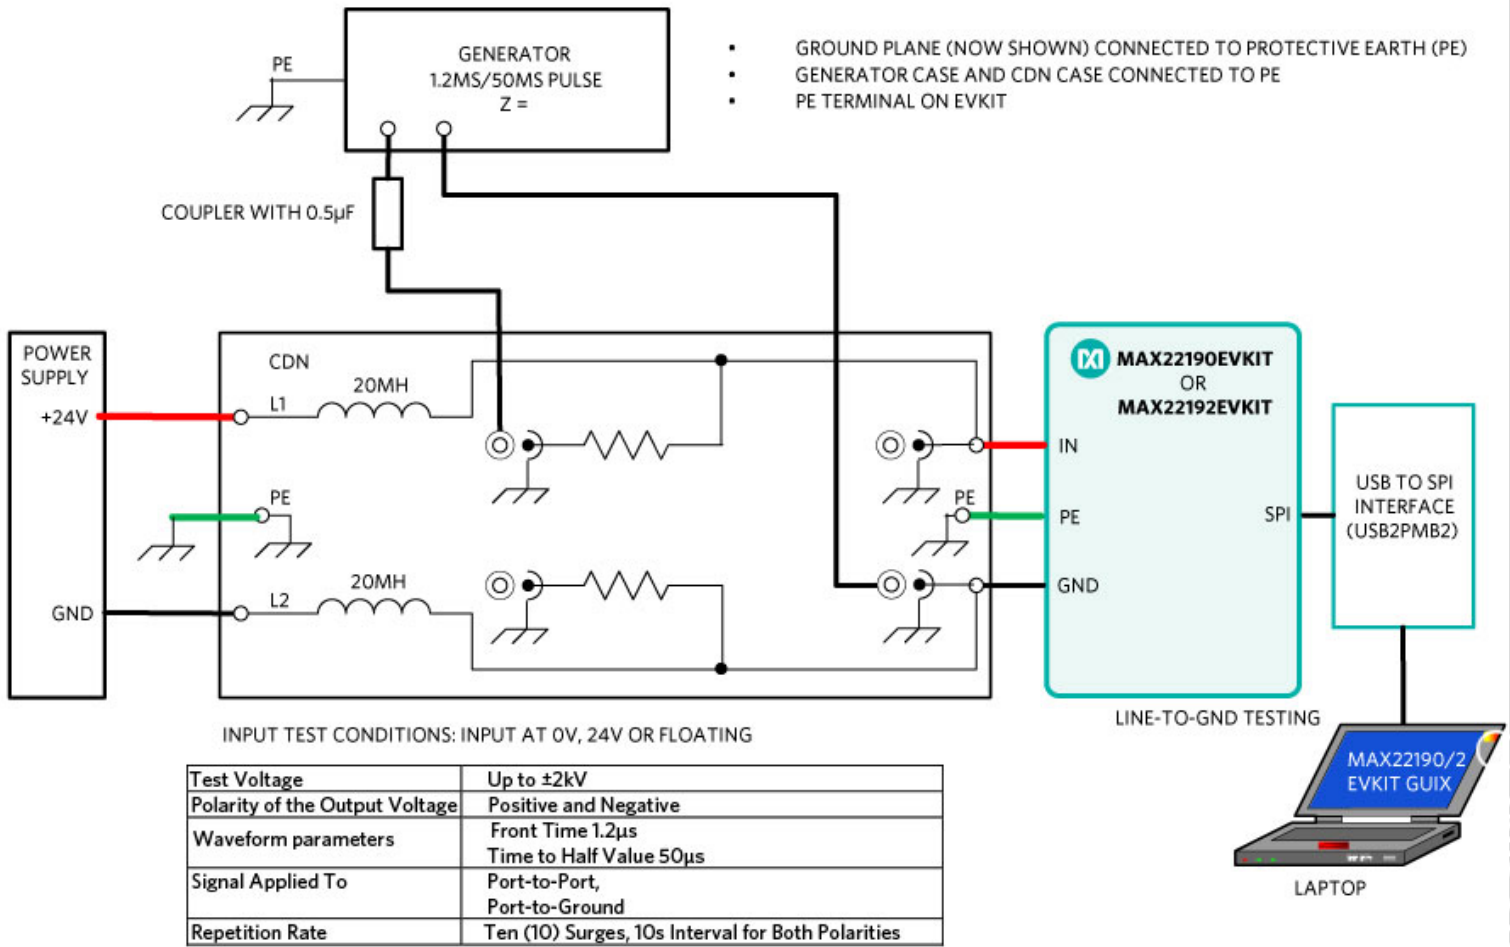 PE
GENERATOR
1.2MS/50MS PULSE
Z =
• GROUND PLANE (NOW SHOWN) CONNECTED TO PROTECTIVE EARTH (PE)
• GENERATOR CASE AND CDN CASE CONNECTED TO PE
• PE TERMINAL ON EVKIT
COUPLER WITH 0.5µF
POWER
SUPPLY
+24V
GND
CDN
L1
20MH
PE
L2
20MH
PE
MAX22190EVKIT
OR
MAX22192EVKIT
IN
PE
GND
SPI
USB TO SPI
INTERFACE
(USB2PMB2)
LINE-TO-GND TESTING
MAX22190/2
EVKIT GUIX
LAPTOP
INPUT TEST CONDITIONS: INPUT AT 0V, 24V OR FLOATING
Test Voltage Up to ±2kV
Polarity of the Output Voltage Positive and Negative
Waveform parameters Front Time 1.2µs
Time to Half Value 50µs
Signal Applied To Port-to-Port,
Port-to-Ground
Repetition Rate Ten (10) Surges, 10s Interval for Both Polarities